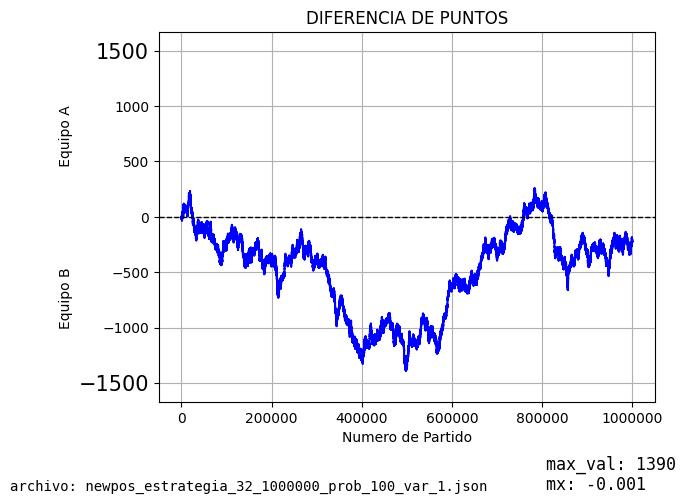 DIFERENCIA DE PUNTOS
1500
1000
500
0
−500
−1000
−1500
Equipo A
Equipo B
0 200000 400000 600000 800000 1000000
Numero de Partido
max_val: 1390
archivo: newpos_estrategia_32_1000000_prob_100_var_1.json mx: -0.001